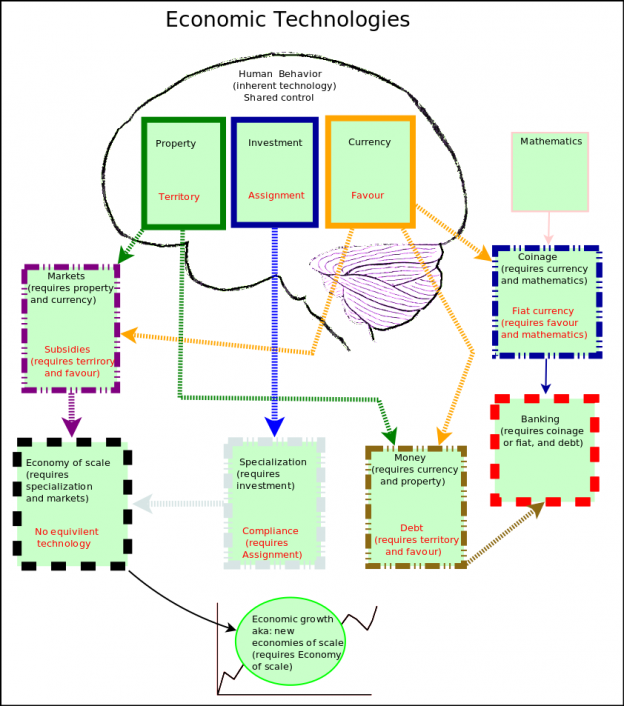 Economic Technologies
Human Behavior
(inherent technology)
Shared control
Property
Territory
Investment
Assignment
Currency
Favour
Mathematics
Markets
(requires property
and currency)
Subsidies
(requires terrirory
and favour)
Coinage
(requires currency
and mathematics)
Fiat currency
(requires favour
and mathematics)
Economy of scale
(requires
specialization
and markets)
No equivilent
technology
Specialization
(requires
investment)
Compliance
(requires
Assignment)
Money
(requires currency
and property)
Debt
(requires territory
and favour)
Banking
(requires coinage
or fiat, and debt)
Economic growth
aka: new
economies of scale
(requires Economy
of scale)